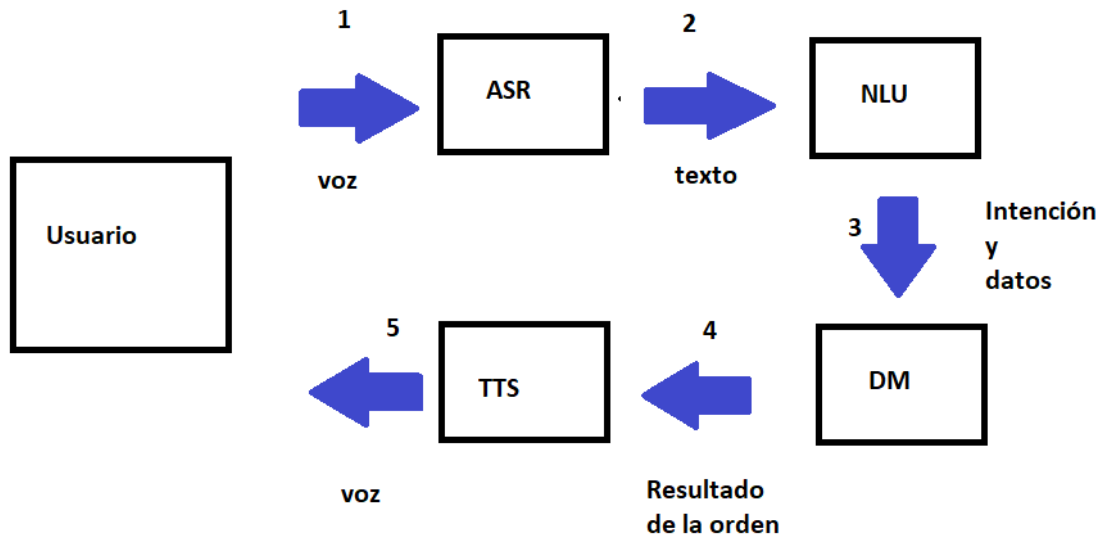 1
2
ASR
NLU
voz
texto
Usuario
3
Intención
y
datos
5
4
TTS
DM
voz
Resultado
de la orden